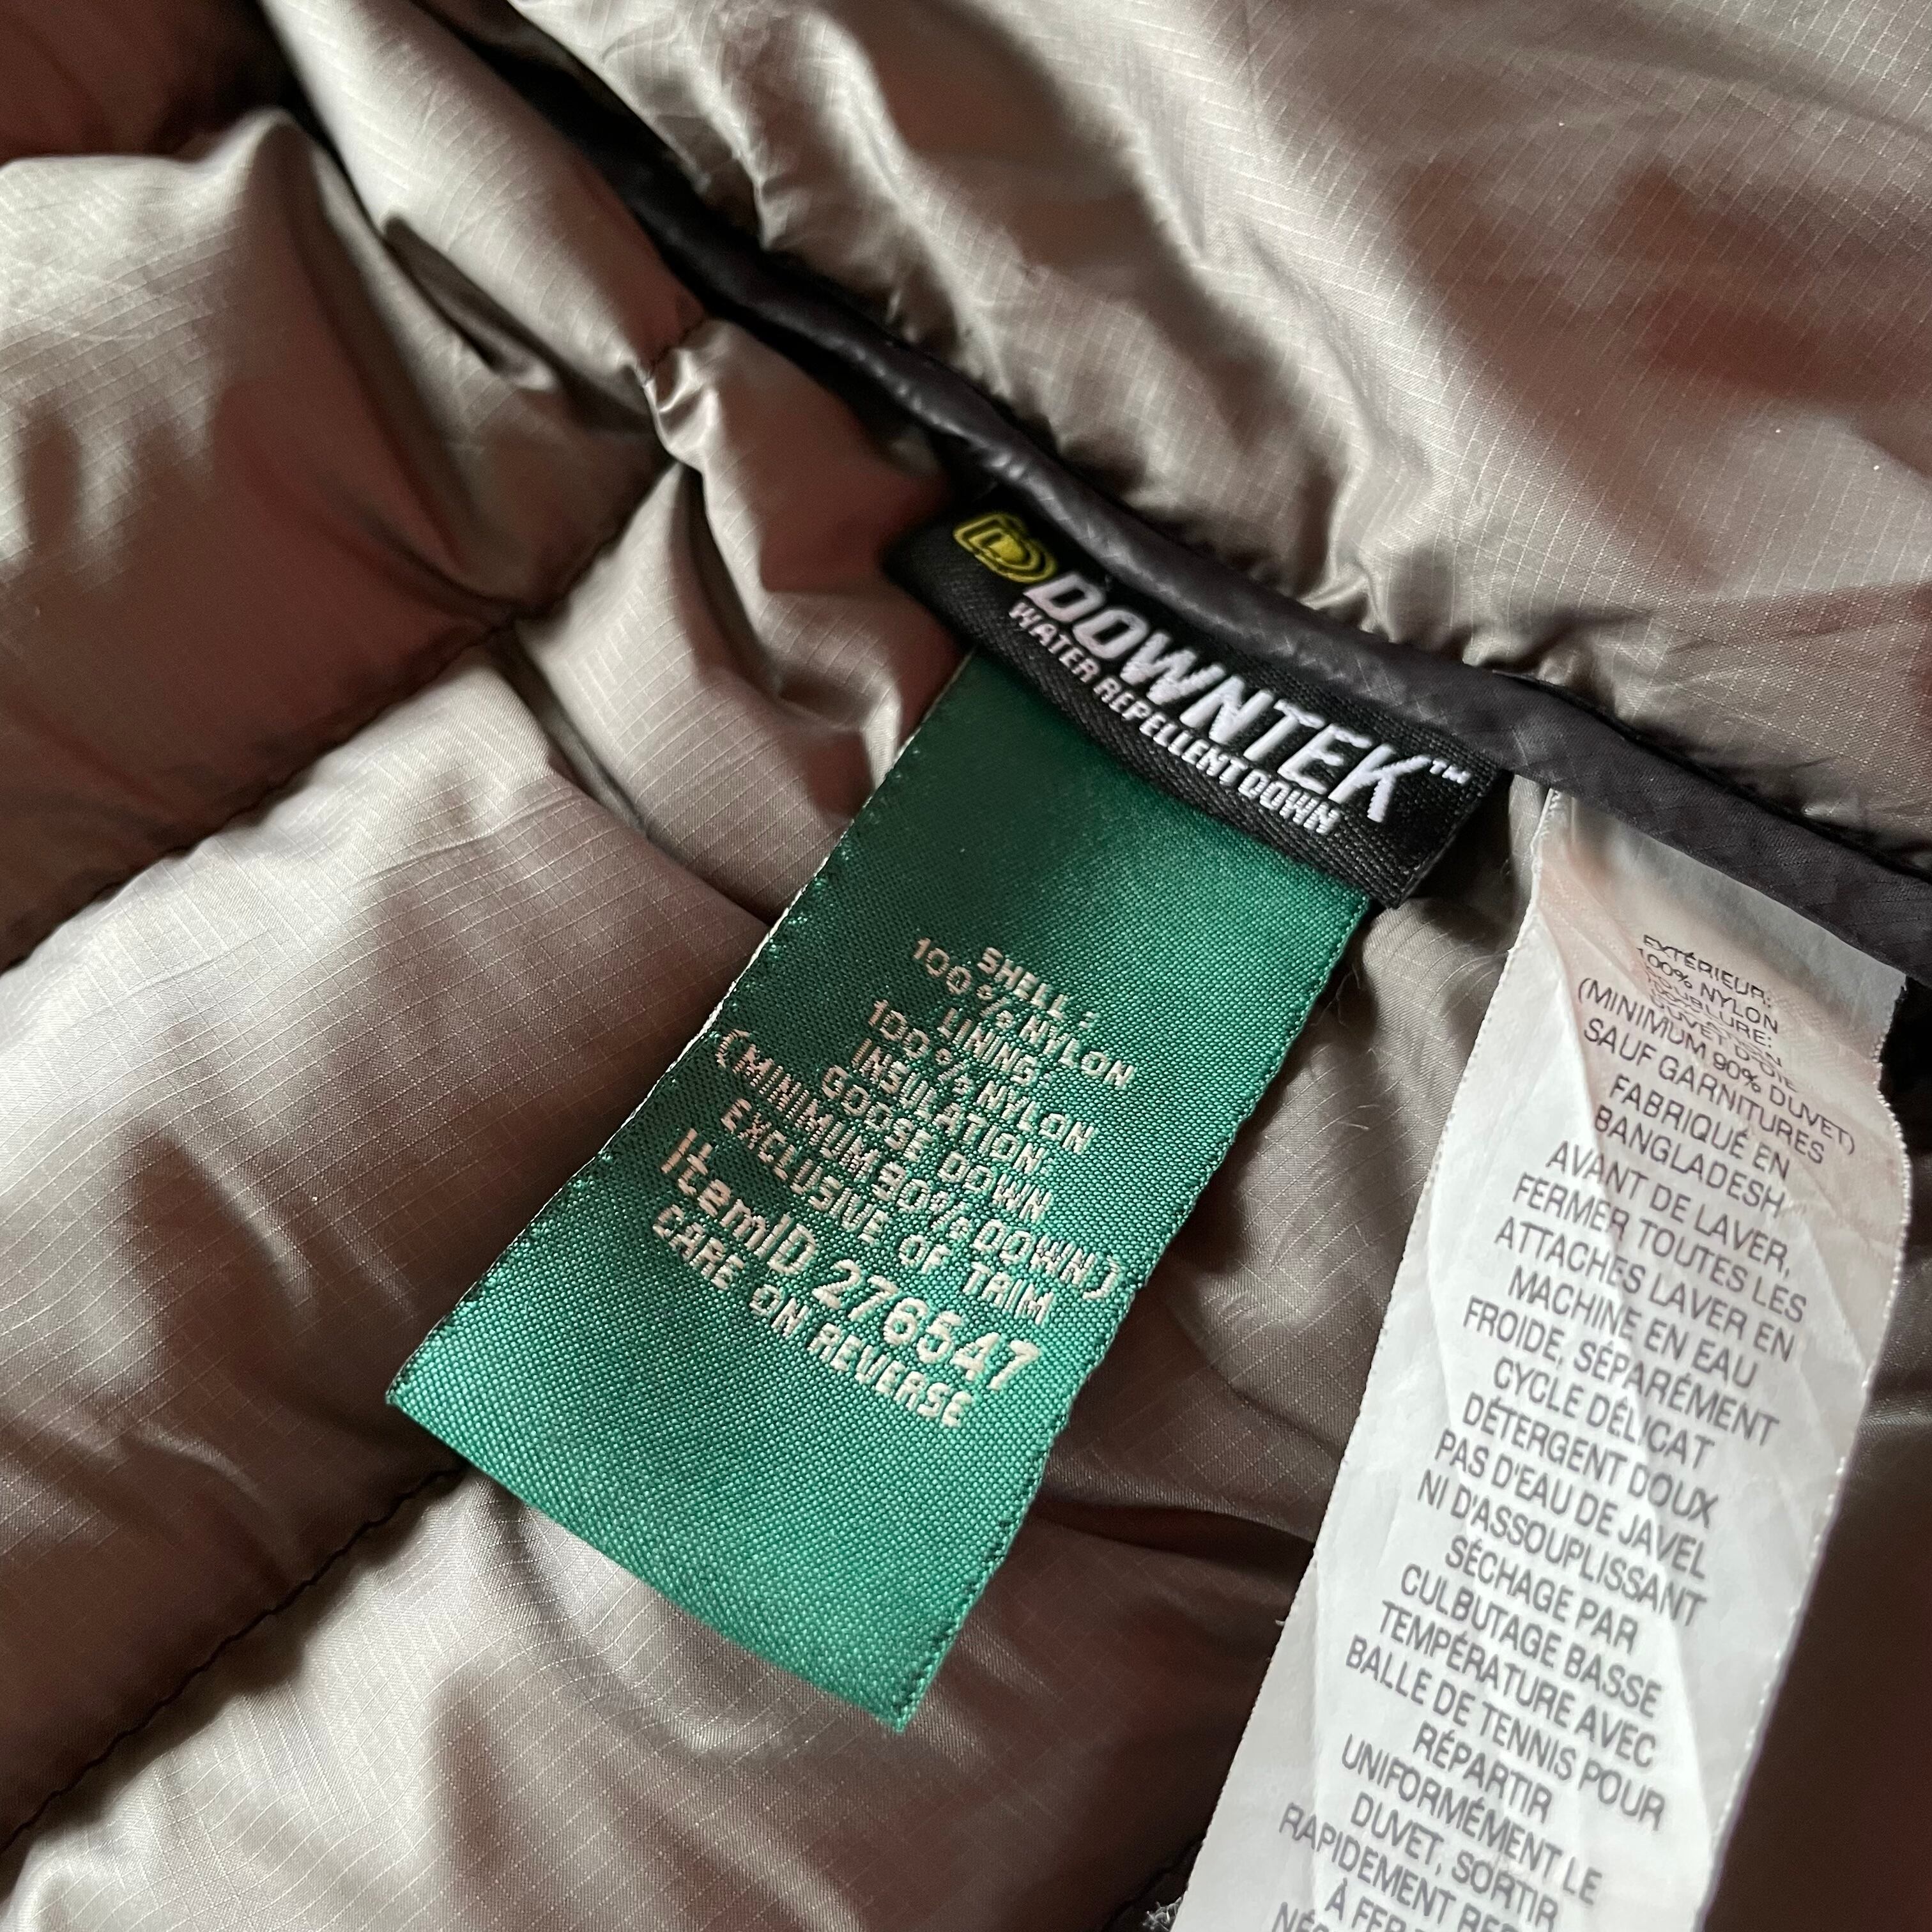 DOWNTEK™
WATER REPELLENT DOWN
SHELL:
100% NYLON
LINING:
100% NYLON
INSULATION:
GOOSE DOWN
(MINIMUM 90% DOWN)
EXCLUSIVE OF TRIM
ItemID 276547
CARE ON REVERSE
EXTÉRIEUR:
100% NYLON
DOUBLURE:
DUVET D'OIE
(MINIMUM 90% DUVET)
SAUF GARNITURES
FABRIQUÉ EN
BANGLADESH
AVANT DE LAVER,
FERMER TOUTES LES
ATTACHES LAVER EN
MACHINE EN EAU
FROIDE, SÉPARÉMENT
CYCLE DÉLICAT
DÉTERGENT DOUX
PAS D'EAU DE JAVEL
NI D'ASSOUPLISSANT
SÉCHAGE PAR
CULBUTAGE BASSE
TEMPÉRATURE AVEC
BALLE DE TENNIS POUR
RÉPARTIR
UNIFORMÉMENT LE
DUVET, SORTIR
RAPIDEMENT
À FER